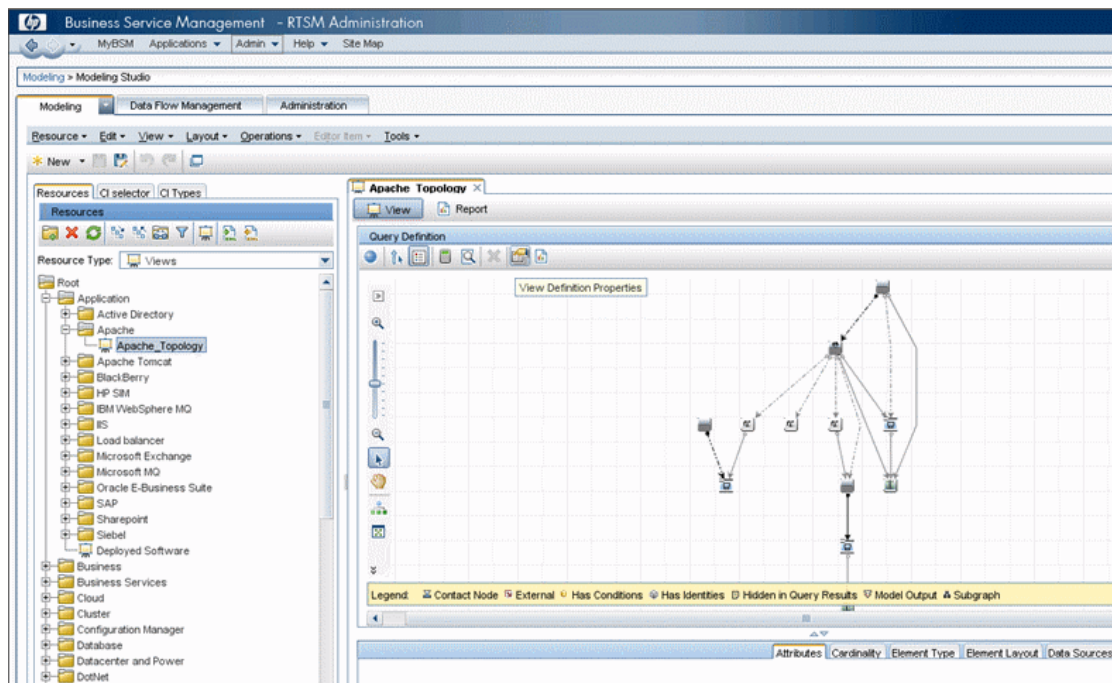 hp Business Service Management - RTSM Administration
MyBSM Applications Admin Help Site Map
Modeling > Modeling Studio
Modeling Data Flow Management Administration
Resource Edit View Layout Operations Editor Item Tools
New
Resources CI selector CI Types
Resources
Resource Type: Views
Root
Application
Active Directory
Apache
Apache_Topology
Apache Tomcat
BlackBerry
HP SIM
IBM WebSphere MQ
IIS
Load balancer
Microsoft Exchange
Microsoft MQ
Oracle E-Business Suite
SAP
Sharepoint
Siebel
Deployed Software
Business
Business Services
Cloud
Cluster
Configuration Manager
Database
Datacenter and Power
DotNet
Apache_Topology
View Report
Query Definition
View Definition Properties
Legend: Contact Node External Has Conditions Has Identities Hidden in Query Results Model Output Subgraph
Attributes Cardinality Element Type Element Layout Data Sources